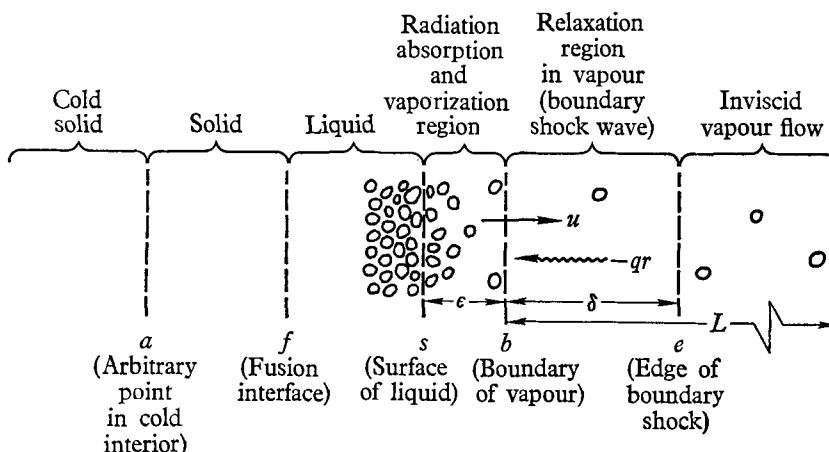 Radiation
absorption
and
vaporization
region
Relaxation
region
in vapour
(boundary
shock wave)
Cold
solid
Solid
Liquid
Inviscid
vapour flow
u
−qr
ϵ
δ
L
a
(Arbitrary
point
in cold
interior)
f
(Fusion
interface)
s
(Surface
of liquid)
b
(Boundary
of vapour)
e
(Edge of
boundary
shock)